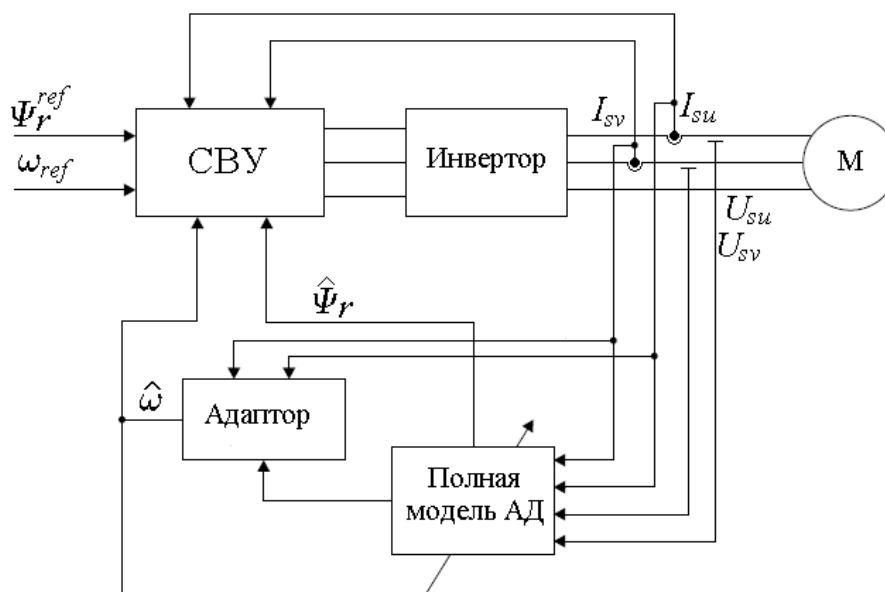 Ψ_r^ref
ω_ref
СВУ
Инвертор
I_sv
I_su
М
U_su
U_sv
Ψ̂_r
ω̂
Адаптор
Полная
модель АД